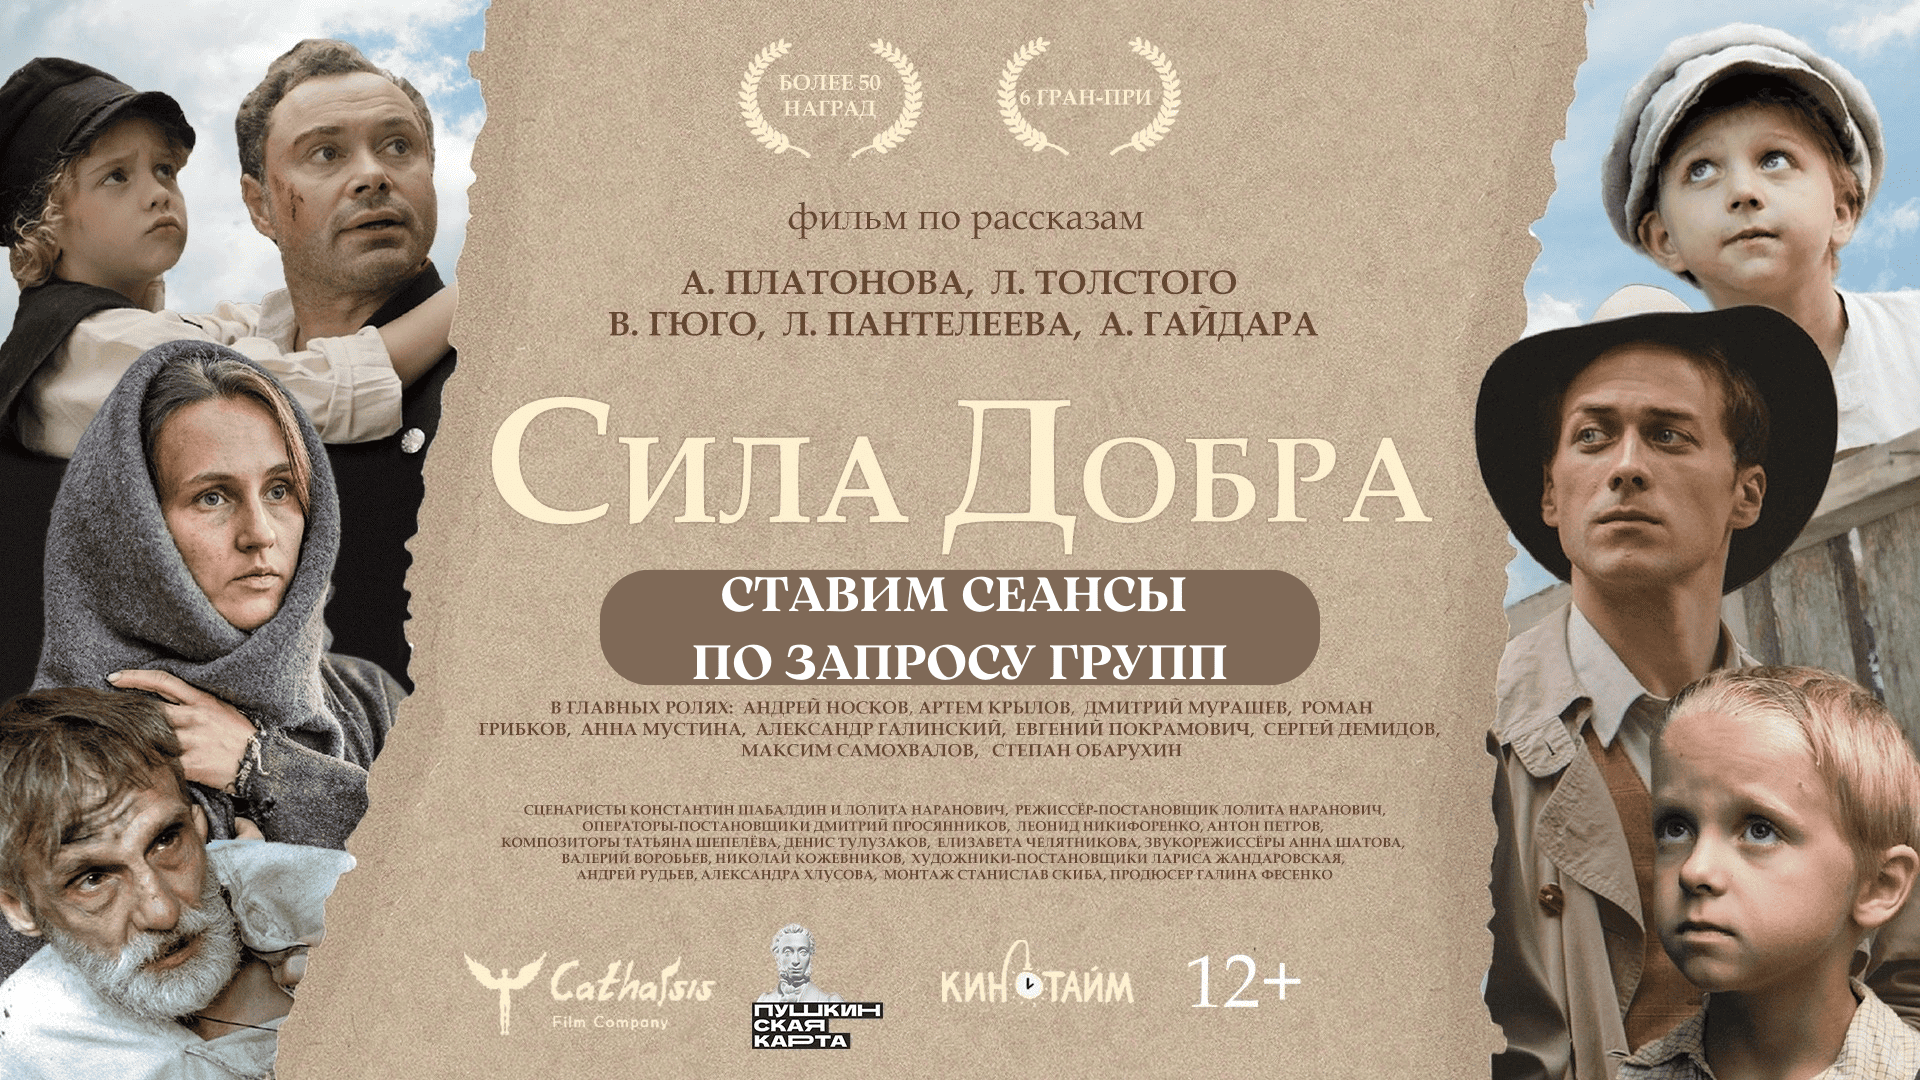 БОЛЕЕ 50
НАГРАД
6 ГРАН-ПРИ
фильм по рассказам
А. ПЛАТОНОВА, Л. ТОЛСТОГО
В. ГЮГО, Л. ПАНТЕЛЕЕВА, А. ГАЙДАРА
СИЛА ДОБРА
СТАВИМ СЕАНСЫ
ПО ЗАПРОСУ ГРУПП
В ГЛАВНЫХ РОЛЯХ: АНДРЕЙ НОСКОВ, АРТЕМ КРЫЛОВ, ДМИТРИЙ МУРАШЕВ, РОМАН
ГРИБКОВ, АННА МУСТИНА, АЛЕКСАНДР ГАЛИНСКИЙ, ЕВГЕНИЙ ПОКРАМОВИЧ, СЕРГЕЙ ДЕМИДОВ,
МАКСИМ САМОХВАЛОВ, СТЕПАН ОБАРУХИН
СЦЕНАРИСТЫ КОНСТАНТИН ШАБАЛДИН И ЛОЛИТА НАРАНОВИЧ, РЕЖИССЁР-ПОСТАНОВЩИК ЛОЛИТА НАРАНОВИЧ,
ОПЕРАТОРЫ-ПОСТАНОВЩИКИ ДМИТРИЙ ПРОСЯННИКОВ, ЛЕОНИД НИКИФОРЕНКО, АНТОН ПЕТРОВ,
КОМПОЗИТОРЫ ТАТЬЯНА ШЕПЕЛЁВА, ДЕНИС ТУЛУЗАКОВ, ЕЛИЗАВЕТА ЧЕЛЯТНИКОВА, ЗВУКОРЕЖИССЁРЫ АННА ШАТОВА,
ВАЛЕРИЙ ВОРОБЬЕВ, НИКОЛАЙ КОЖЕВНИКОВ, ХУДОЖНИКИ-ПОСТАНОВЩИКИ ЛАРИСА ЖАНДАРОВСКАЯ,
АНДРЕЙ РУДЬЕВ, АЛЕКСАНДРА ХЛУСОВА, МОНТАЖ СТАНИСЛАВ СКИБА, ПРОДЮСЕР ГАЛИНА ФЕСЕНКО
Catharsis
Film Company
ПУШКИН
СКАЯ
КАРТА
КИНОТАЙМ
12+